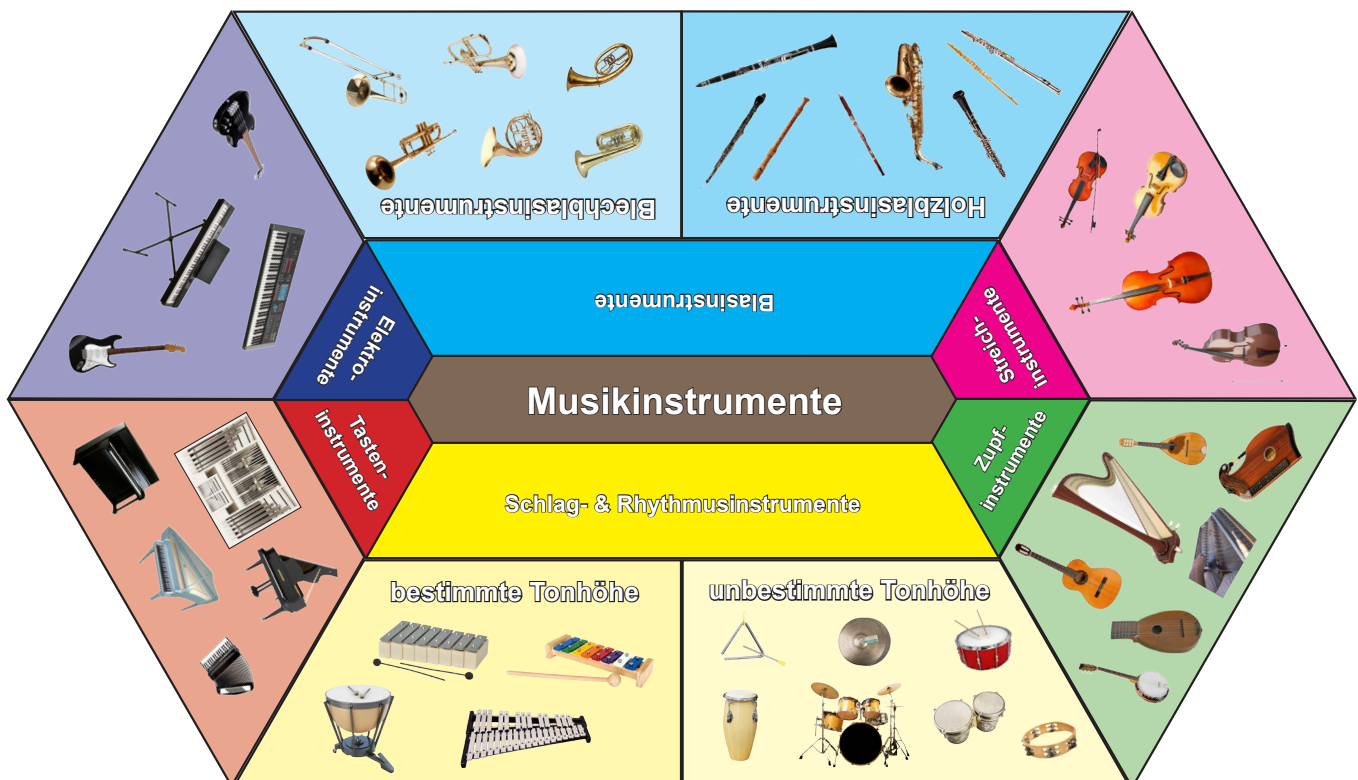 Blechblasinstrumente
Holzblasinstrumente
Blasinstrumente
Elektro-
instrumente
Streich-
instrumente
Musikinstrumente
Tasten-
instrumente
Zupf-
instrumente
Schlag- & Rhythmusinstrumente
bestimmte Tonhöhe
unbestimmte Tonhöhe